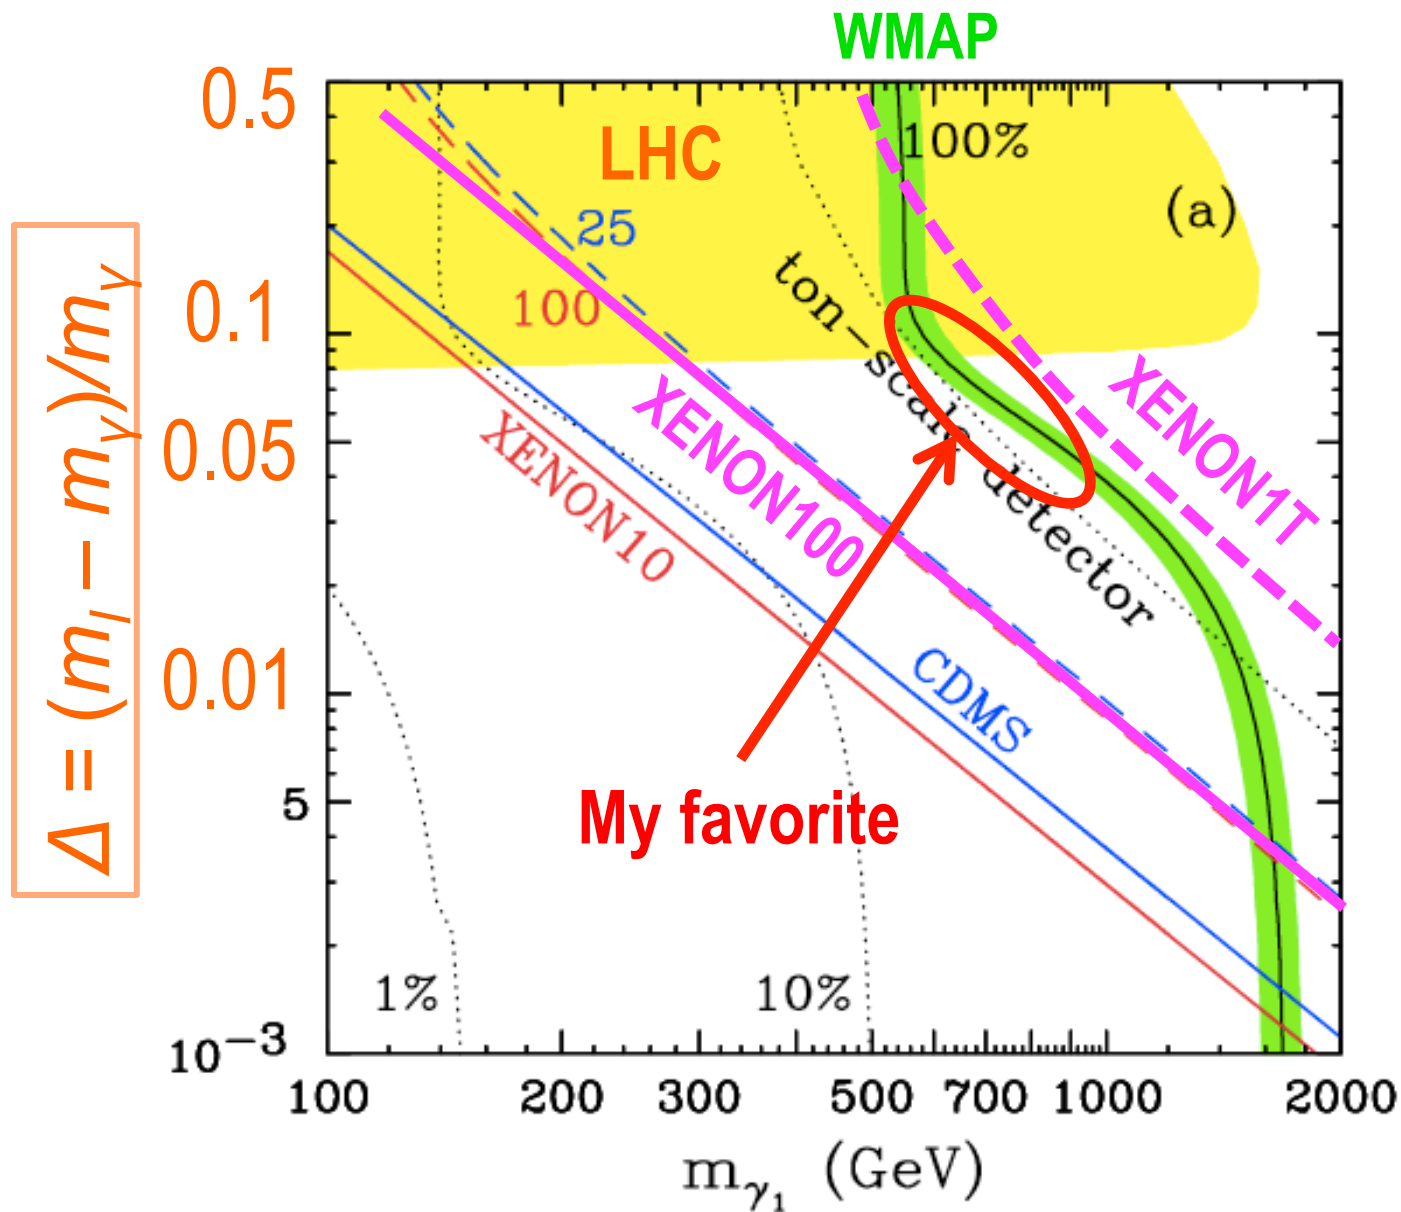 WMAP
0.5
0.1
0.05
0.01
5
10⁻³
Δ = (m_l − m_γ)/m_γ
LHC
100%
(a)
25
100
ton-scale detector
XENON1T
XENON100
XENON10
CDMS
My favorite
1%
10%
100 200 300 500 700 1000 2000
m_γ₁ (GeV)